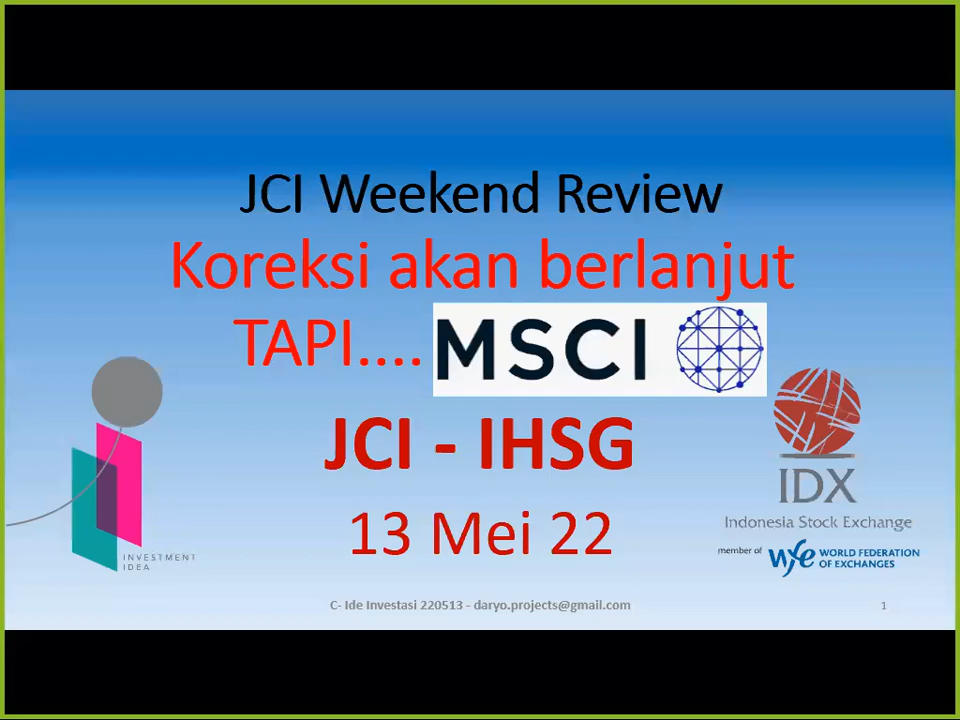 JCI Weekend Review
Koreksi akan berlanjut
TAPI.... MSCI
JCI - IHSG
13 Mei 22
INVESTMENT
IDEA
IDX
Indonesia Stock Exchange
member of wfe WORLD FEDERATION
OF EXCHANGES
C- Ide Investasi 220513 - daryo.projects@gmail.com
1